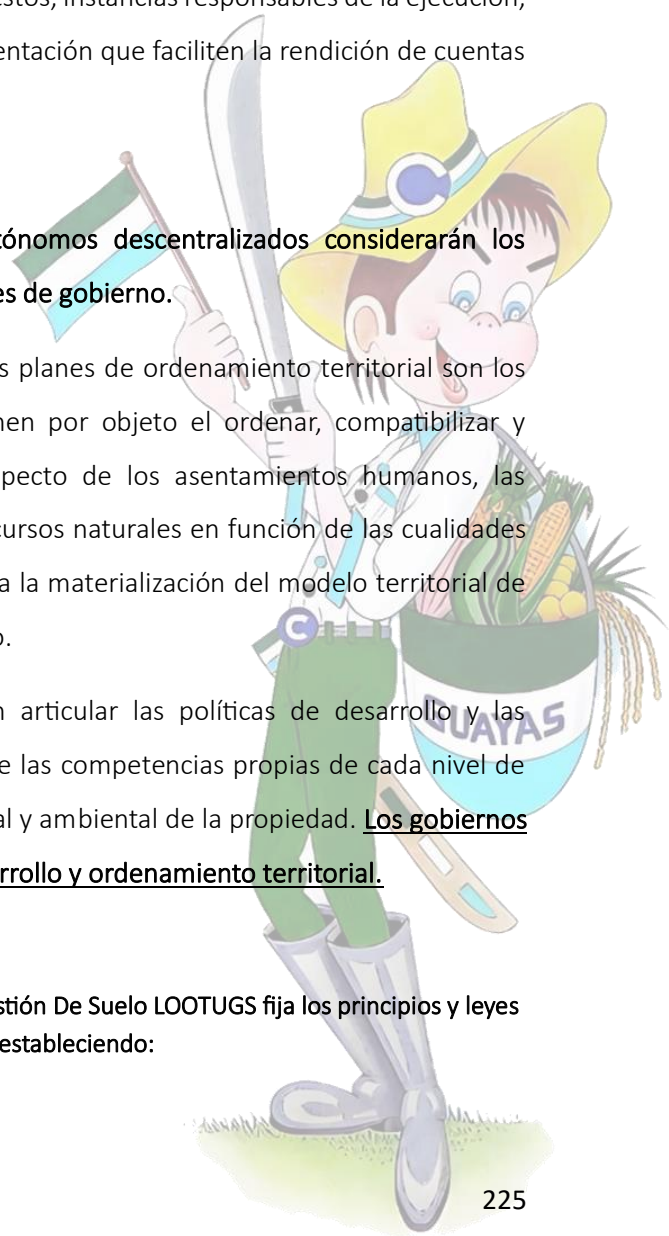 estos, instancias responsables de la ejecución,
entación que faciliten la rendición de cuentas
tónomos descentralizados considerarán los
es de gobierno.
s planes de ordenamiento territorial son los
nen por objeto el ordenar, compatibilizar y
pecto de los asentamientos humanos, las
cursos naturales en función de las cualidades
a la materialización del modelo territorial de
o.
n articular las políticas de desarrollo y las
e las competencias propias de cada nivel de
al y ambiental de la propiedad. Los gobiernos
rrollo y ordenamiento territorial.
stión De Suelo LOOTUGS fija los principios y leyes
estableciendo:
C
C
GUAYAS
225